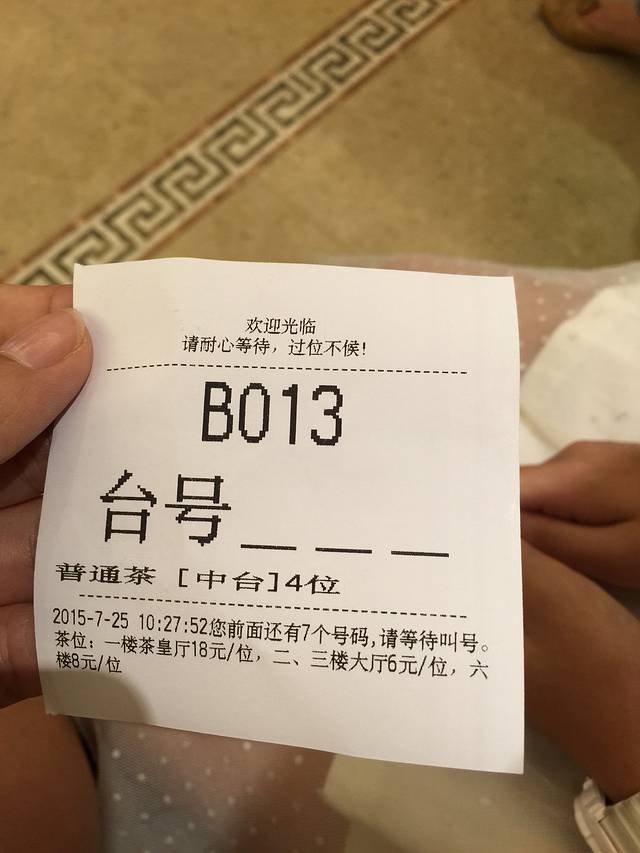 欢迎光临
请耐心等待，过位不候！
B013
台号＿＿＿
普通茶 [中台]4位
2015-7-25 10:27:52您前面还有7个号码,请等待叫号。
茶位：一楼茶皇厅18元/位，二、三楼大厅6元/位，六
楼8元/位